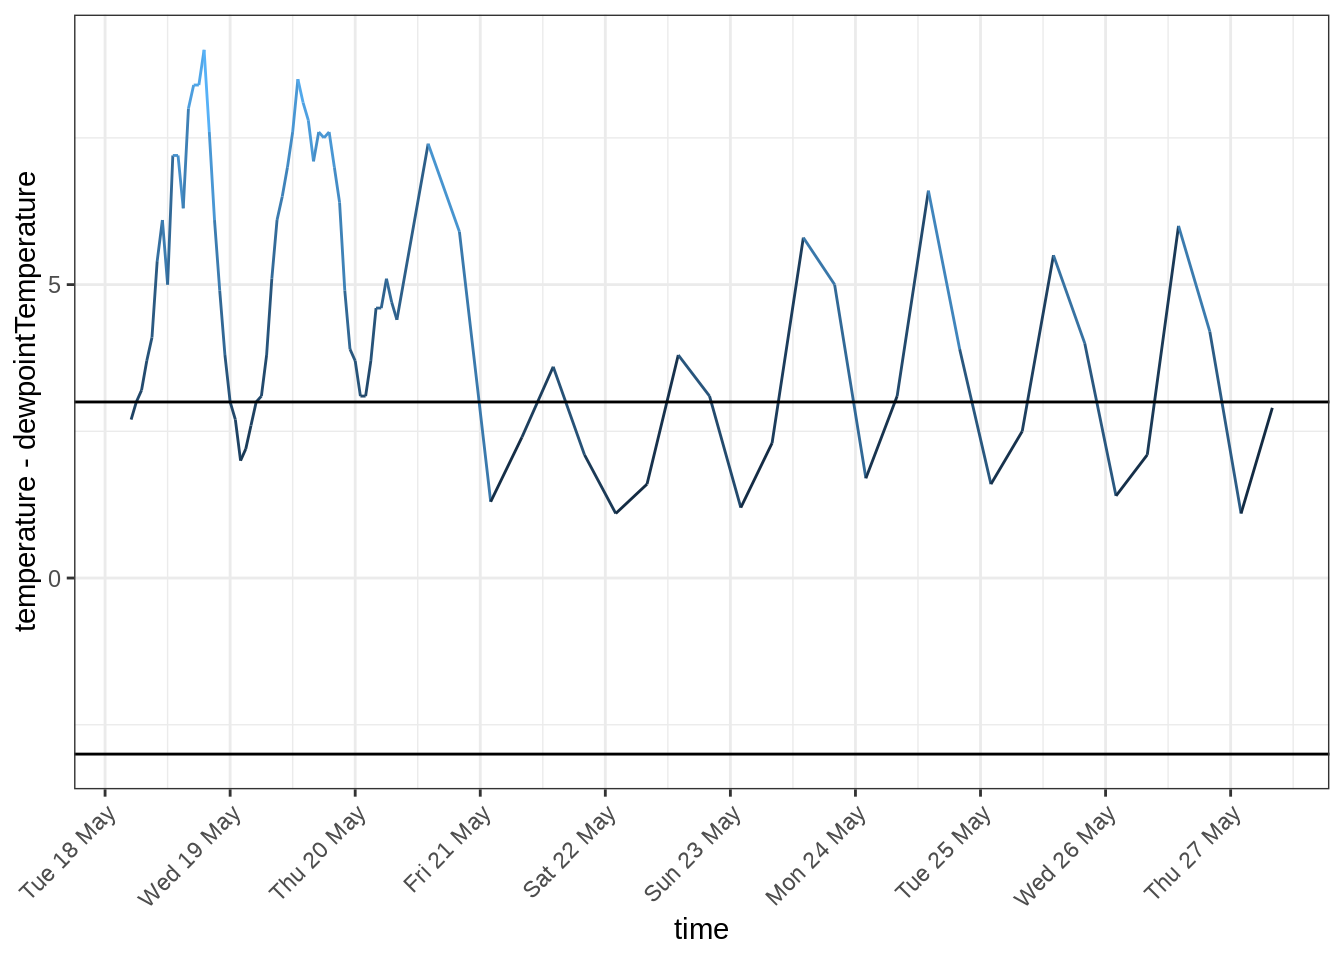 temperature - dewpointTemperature
5
0
Tue 18 May
Wed 19 May
Thu 20 May
Fri 21 May
Sat 22 May
Sun 23 May
Mon 24 May
Tue 25 May
Wed 26 May
Thu 27 May
time